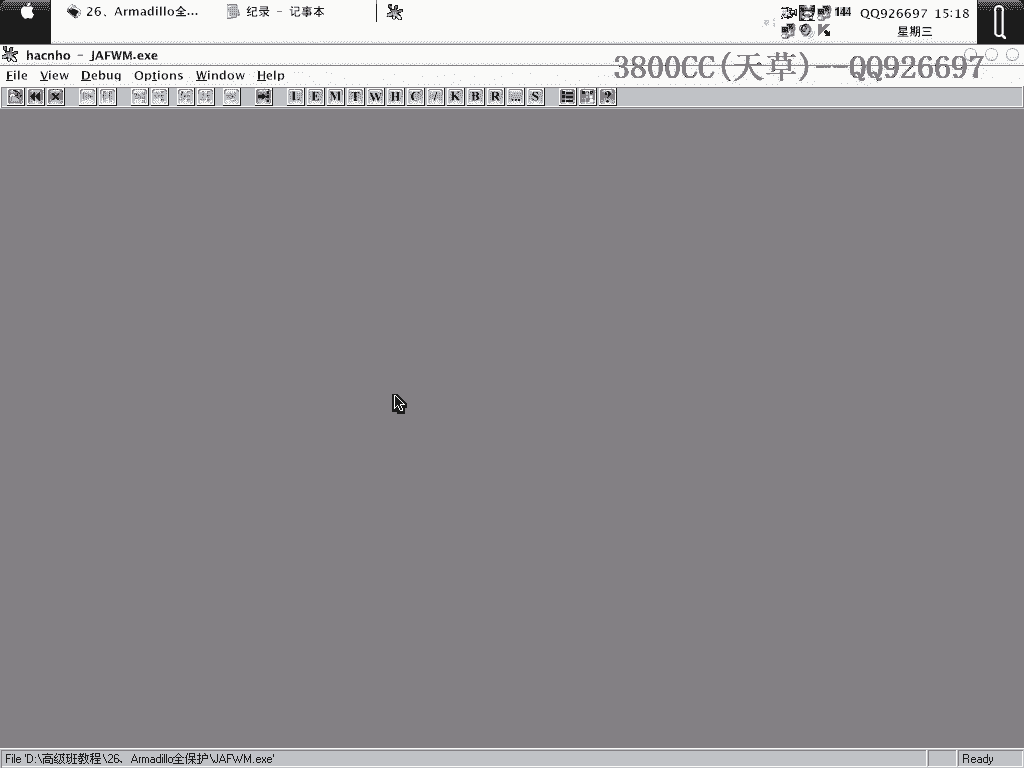 26、Armadillo全... 纪录 - 记事本 144 QQ926697 15:18
星期三
hacnho - JAFWM.exe
3800CC(天草)--QQ926697
File View Debug Options Window Help
L E M T W H C / K B R ... S ?
File 'D:\高级班教程\26、Armadillo全保护\JAFWM.exe' Ready